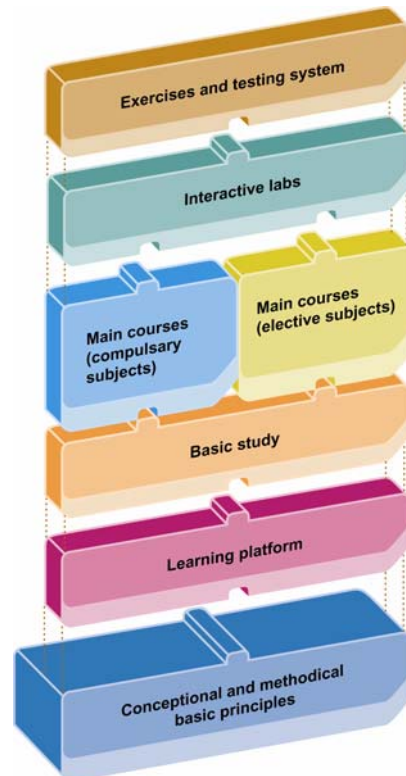 Exercises and testing system
Interactive labs
Main courses
(compulsary
subjects)
Main courses
(elective subjects)
Basic study
Learning platform
Conceptional and methodical
basic principles